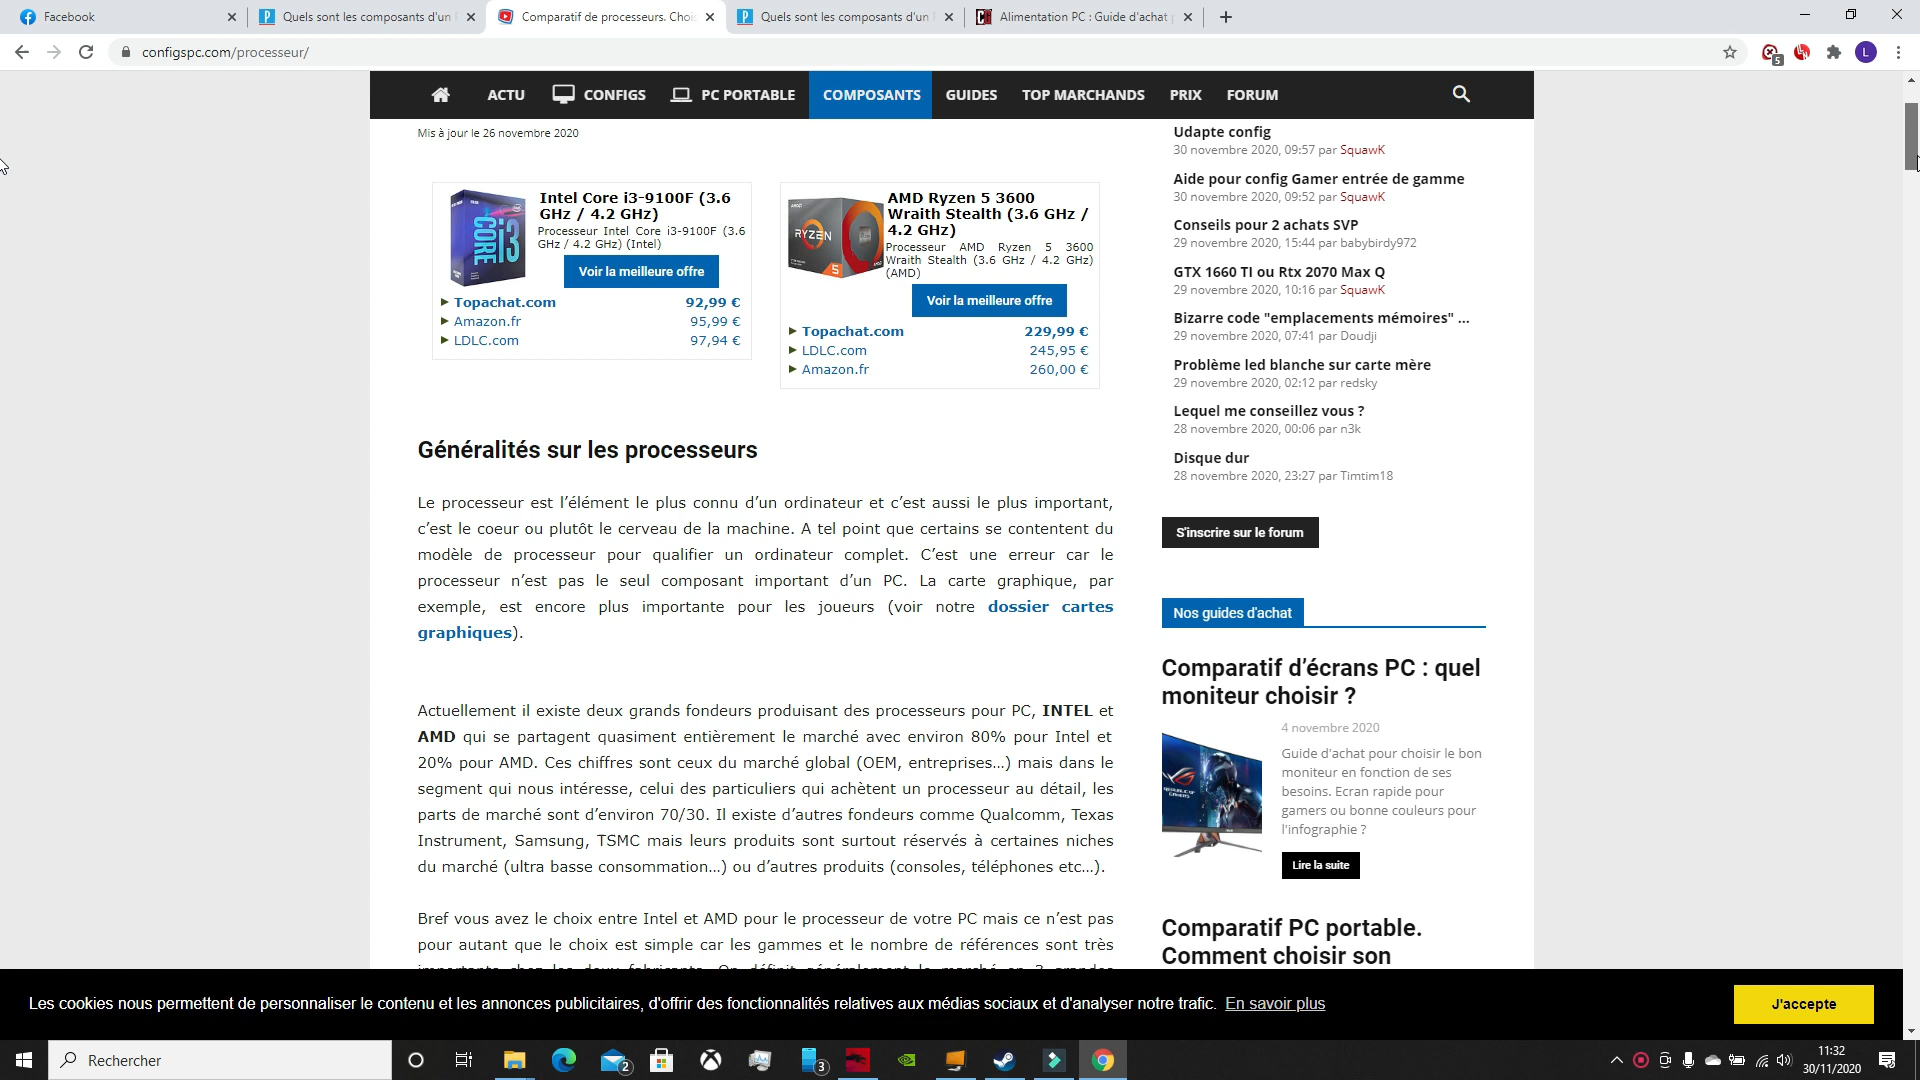 Facebook
Quels sont les composants d'un
Comparatif de processeurs. Choi
Quels sont les composants d'un
Alimentation PC : Guide d'achat
configspc.com/processeur/
5
L
ACTU
CONFIGS
PC PORTABLE
COMPOSANTS
GUIDES
TOP MARCHANDS
PRIX
FORUM
Mis à jour le 26 novembre 2020
CORE i3
Intel Core i3-9100F (3.6
GHz / 4.2 GHz)
Processeur Intel Core i3-9100F (3.6
GHz / 4.2 GHz) (Intel)
Voir la meilleure offre
Topachat.com 92,99 €
Amazon.fr 95,99 €
LDLC.com 97,94 €
RYZEN
5
AMD Ryzen 5 3600
Wraith Stealth (3.6 GHz /
4.2 GHz)
Processeur AMD Ryzen 5 3600
Wraith Stealth (3.6 GHz / 4.2 GHz)
(AMD)
Voir la meilleure offre
Topachat.com 229,99 €
LDLC.com 245,95 €
Amazon.fr 260,00 €
Généralités sur les processeurs
Le processeur est l’élément le plus connu d’un ordinateur et c’est aussi le plus important,
c’est le coeur ou plutôt le cerveau de la machine. A tel point que certains se contentent du
modèle de processeur pour qualifier un ordinateur complet. C’est une erreur car le
processeur n’est pas le seul composant important d’un PC. La carte graphique, par
exemple, est encore plus importante pour les joueurs (voir notre dossier cartes
graphiques).
Actuellement il existe deux grands fondeurs produisant des processeurs pour PC, INTEL et
AMD qui se partagent quasiment entièrement le marché avec environ 80% pour Intel et
20% pour AMD. Ces chiffres sont ceux du marché global (OEM, entreprises…) mais dans le
segment qui nous intéresse, celui des particuliers qui achètent un processeur au détail, les
parts de marché sont d’environ 70/30. Il existe d’autres fondeurs comme Qualcomm, Texas
Instrument, Samsung, TSMC mais leurs produits sont surtout réservés à certaines niches
du marché (ultra basse consommation…) ou d’autres produits (consoles, téléphones etc…).
Bref vous avez le choix entre Intel et AMD pour le processeur de votre PC mais ce n’est pas
pour autant que le choix est simple car les gammes et le nombre de références sont très
Udapte config
30 novembre 2020, 09:57 par SquawK
Aide pour config Gamer entrée de gamme
30 novembre 2020, 09:52 par SquawK
Conseils pour 2 achats SVP
29 novembre 2020, 15:44 par babybirdy972
GTX 1660 TI ou Rtx 2070 Max Q
29 novembre 2020, 10:16 par SquawK
Bizarre code "emplacements mémoires" ...
29 novembre 2020, 07:41 par Doudji
Problème led blanche sur carte mère
29 novembre 2020, 02:12 par redsky
Lequel me conseillez vous ?
28 novembre 2020, 00:06 par n3k
Disque dur
28 novembre 2020, 23:27 par Timtim18
S'inscrire sur le forum
Nos guides d'achat
Comparatif d’écrans PC : quel
moniteur choisir ?
4 novembre 2020
Guide d'achat pour choisir le bon
moniteur en fonction de ses
besoins. Ecran rapide pour
gamers ou bonne couleurs pour
l'infographie ?
Lire la suite
Comparatif PC portable.
Comment choisir son
Les cookies nous permettent de personnaliser le contenu et les annonces publicitaires, d'offrir des fonctionnalités relatives aux médias sociaux et d'analyser notre trafic. En savoir plus
J'accepte
Rechercher
2
3
11:32
30/11/2020